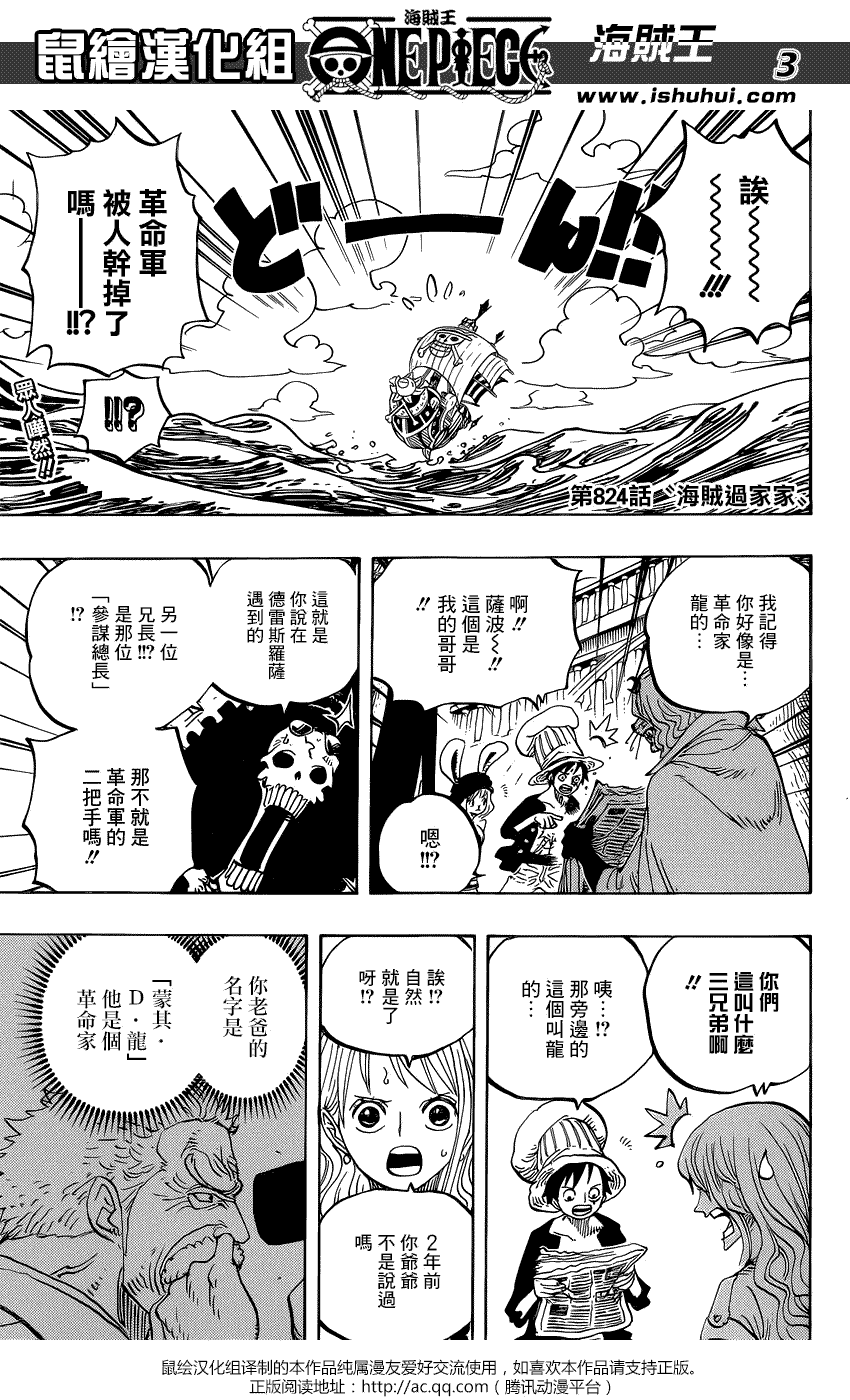 鼠繪漢化組
海賊王
ONE PIECE
海賊王
3
www.ishuhui.com
誒~~~~
~~~~!!!
どーーん!!
革命軍
被人幹掉了
嗎——!!?
!!?
眾人嘩然!!
第824話〝海賊過家家〟
我記得
你好像是…
革命家
龍的…
啊!!
薩波~!!
這個是
我的哥哥
!!
嗯
!!?
這就是
你說在
德雷斯羅薩
遇到的
另一位
兄長!!?
是那位
「參謀總長」
!?
那不就是
革命軍的
二把手嗎!!
你們
這叫什麼
三兄弟啊
!!
咦…!?
那旁邊的
這個叫龍
的…
誒!?
自然
就是了
呀!?
2年前
你爺爺
不是說過
嗎
你老爸的
名字是
「蒙其·
D·龍」
他是個
革命家
鼠绘汉化组译制的本作品纯属漫友爱好交流使用，如喜欢本作品请支持正版。
正版阅读地址：http://ac.qq.com（腾讯动漫平台）